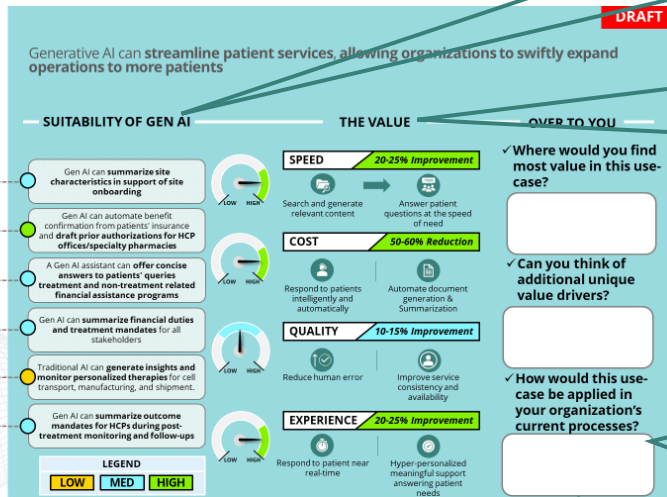 DRAFT
Generative AI can streamline patient services, allowing organizations to swiftly expand
operations to more patients
SUITABILITY OF GEN AI
THE VALUE
OVER TO YOU
Gen AI can summarize site
characteristics in support of site
onboarding
Gen AI can automate benefit
confirmation from patients' insurance
and draft prior authorizations for HCP
offices/specialty pharmacies
A Gen AI assistant can offer concise
answers to patients' queries
treatment and non-treatment related
financial assistance programs
Gen AI can summarize financial duties
and treatment mandates for all
stakeholders
Traditional AI can generate insights and
monitor personalized therapies for cell
transport, manufacturing, and shipment.
Gen AI can summarize outcome
mandates for HCPs during post-
treatment monitoring and follow-ups
LEGEND
LOW MED HIGH
LOW HIGH
SPEED 20-25% Improvement
Search and generate
relevant content
Answer patient
questions at the speed
of need
LOW HIGH
COST 50-60% Reduction
Respond to patients
intelligently and
automatically
Automate document
generation &
Summarization
LOW HIGH
QUALITY 10-15% Improvement
Reduce human error
Improve service
consistency and
availability
LOW HIGH
EXPERIENCE 20-25% Improvement
Respond to patient near
real-time
Hyper-personalized
meaningful support
answering patient
needs
✓Where would you find
most value in this use-
case?
✓Can you think of
additional unique
value drivers?
✓How would this use-
case be applied in
your organization's
current processes?